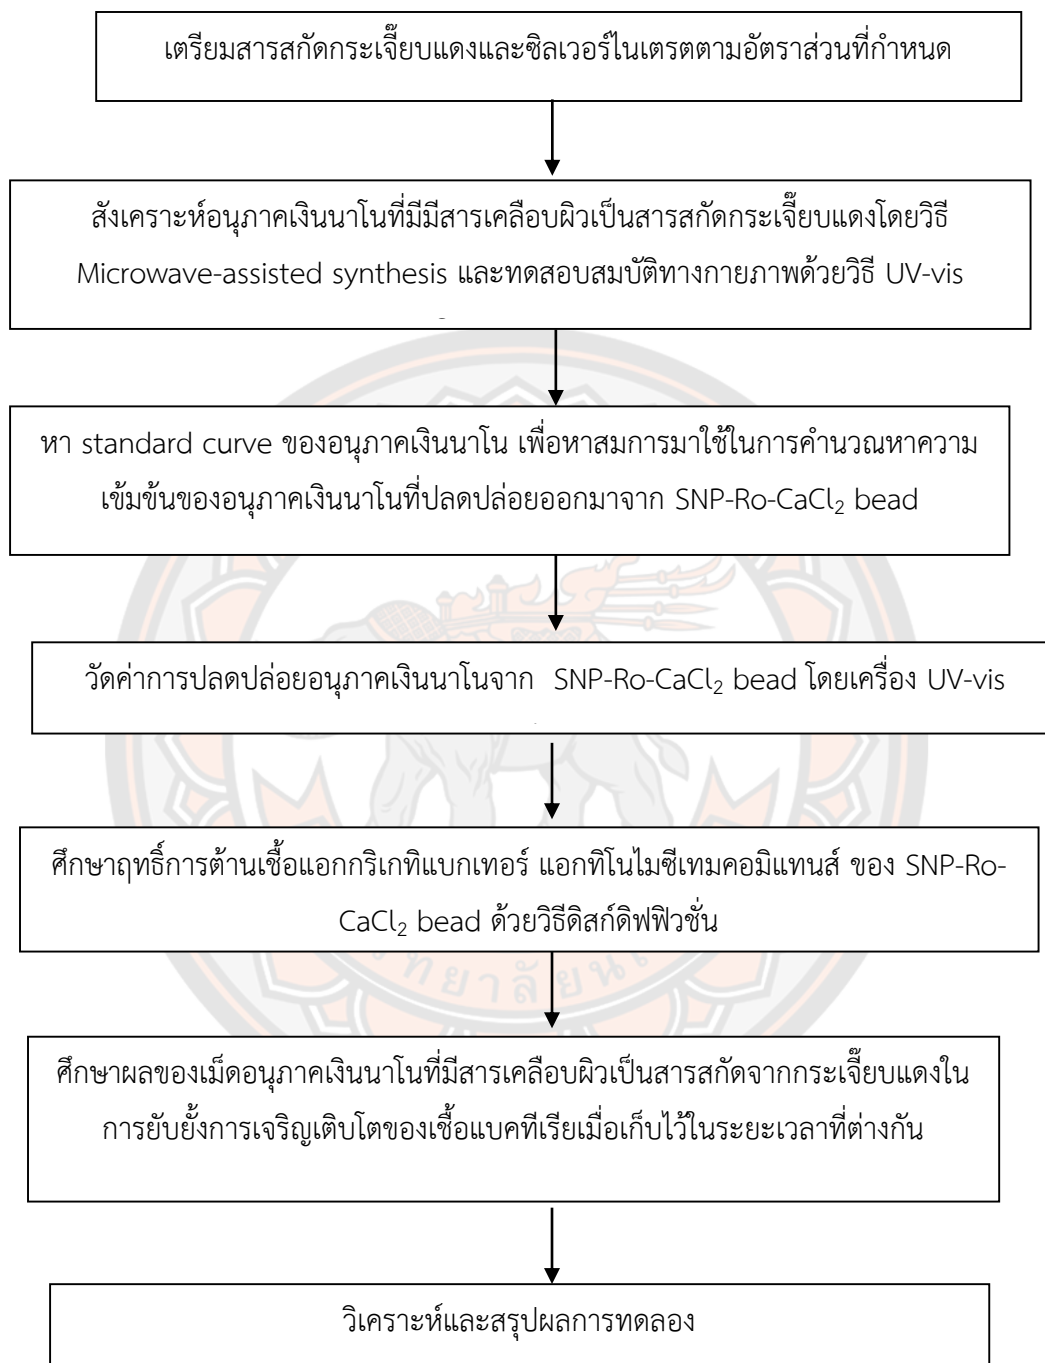 เตรียมสารสกัดกระเจี๊ยบแดงและซิลเวอร์ไนเตรตตามอัตราส่วนที่กำหนด
สังเคราะห์อนุภาคเงินนาโนที่มีมีสารเคลือบผิวเป็นสารสกัดกระเจี๊ยบแดงโดยวิธี
Microwave-assisted synthesis และทดสอบสมบัติทางกายภาพด้วยวิธี UV-vis
หา standard curve ของอนุภาคเงินนาโน เพื่อหาสมการมาใช้ในการคำนวณหาความ
เข้มข้นของอนุภาคเงินนาโนที่ปลดปล่อยออกมาจาก SNP-Ro-CaCl₂ bead
วัดค่าการปลดปล่อยอนุภาคเงินนาโนจาก SNP-Ro-CaCl₂ bead โดยเครื่อง UV-vis
ศึกษาฤทธิ์การต้านเชื้อแอกกริเกทิแบกเทอร์ แอกทิโนไมซีเทมคอมิแทนส์ ของ SNP-Ro-
CaCl₂ bead ด้วยวิธีดิสก์ดิฟฟิวชั่น
ศึกษาผลของเม็ดอนุภาคเงินนาโนที่มีสารเคลือบผิวเป็นสารสกัดจากกระเจี๊ยบแดงใน
การยับยั้งการเจริญเติบโตของเชื้อแบคทีเรียเมื่อเก็บไว้ในระยะเวลาที่ต่างกัน
วิเคราะห์และสรุปผลการทดลอง